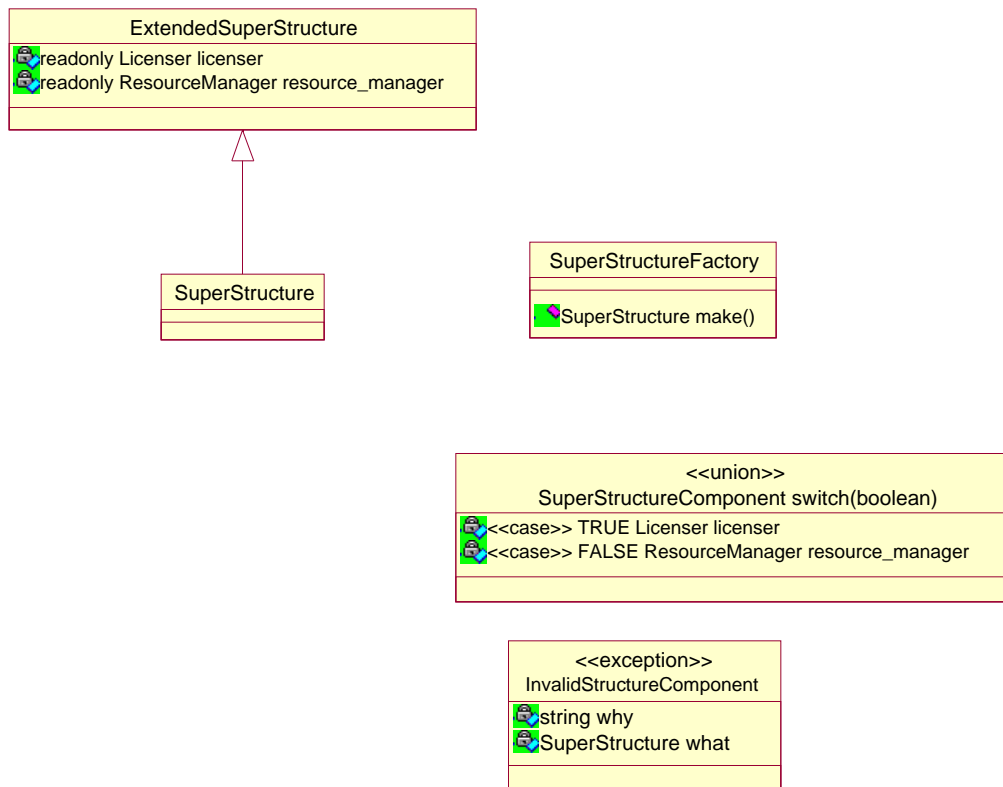 ExtendedSuperStructure
readonly Licenser licenser
readonly ResourceManager resource_manager
SuperStructure
SuperStructureFactory
SuperStructure make()
<<union>>
SuperStructureComponent switch(boolean)
<<case>> TRUE Licenser licenser
<<case>> FALSE ResourceManager resource_manager
<<exception>>
InvalidStructureComponent
string why
SuperStructure what